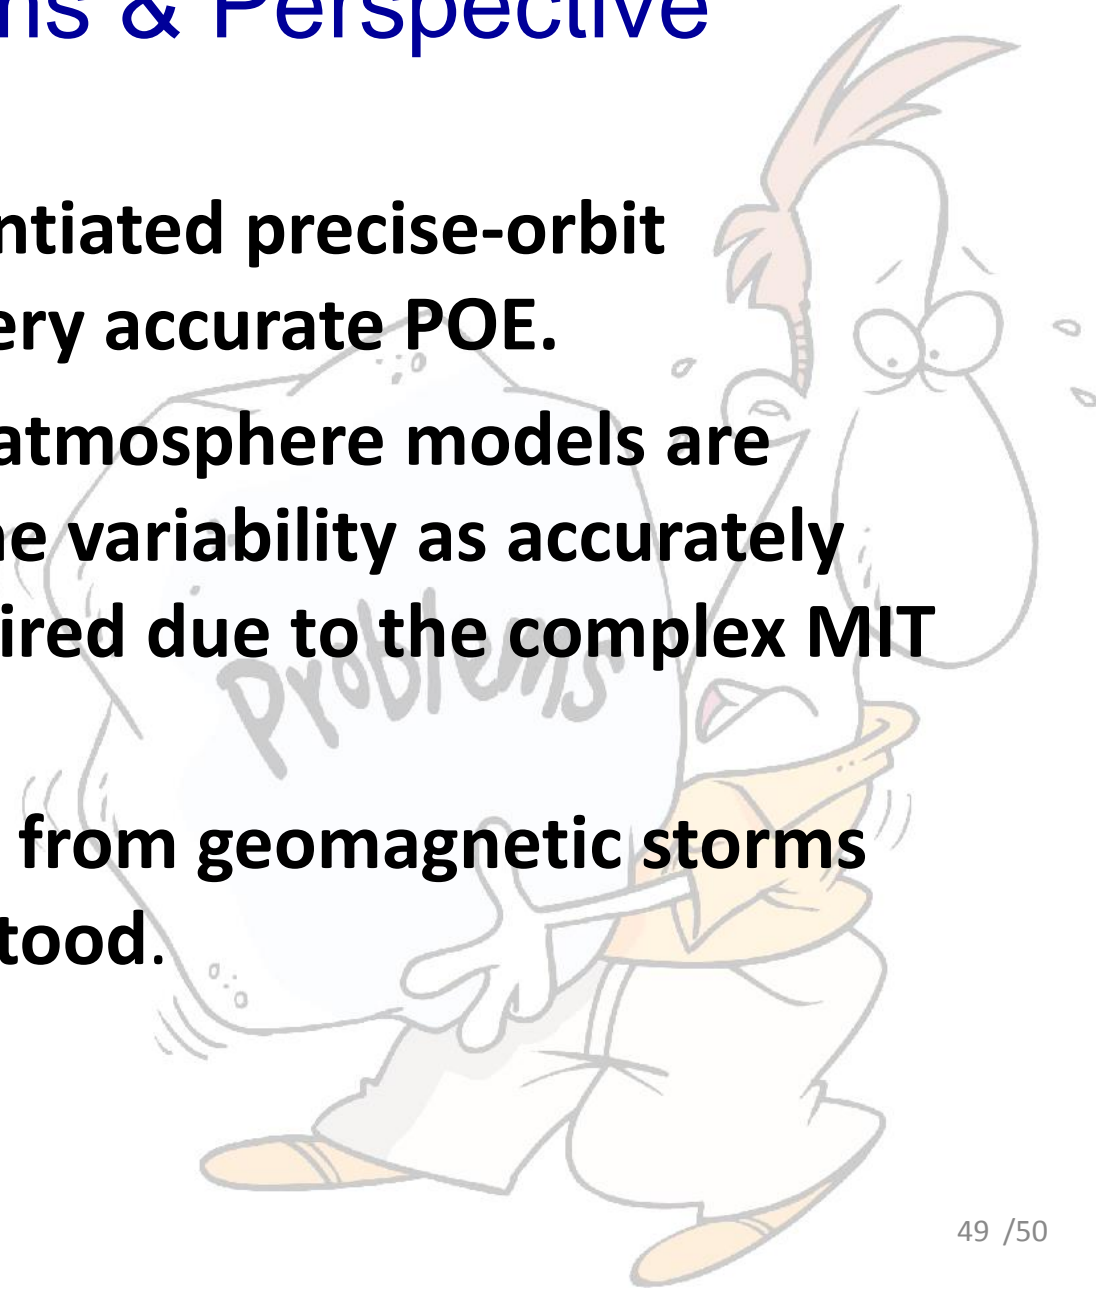 ms & Perspective
ntiated precise-orbit
ery accurate POE.
atmosphere models are
ne variability as accurately
ired due to the complex MIT
Problems
from geomagnetic storms
tood.
49 /50